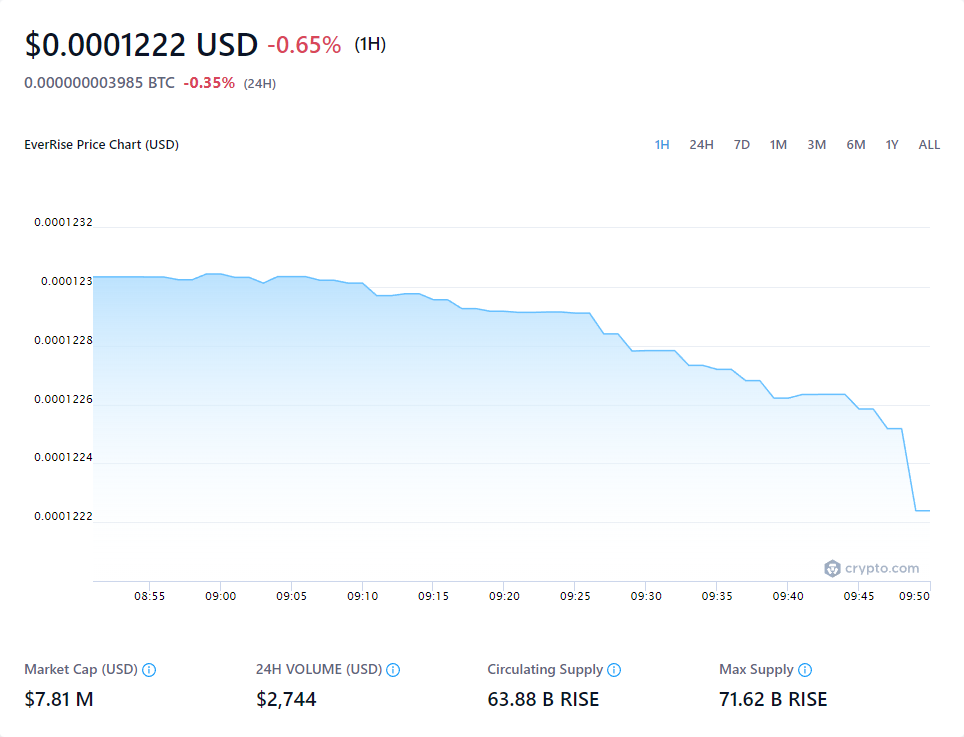 $0.0001222 USD -0.65% (1H)
0.000000003985 BTC -0.35% (24H)
EverRise Price Chart (USD) 1H 24H 7D 1M 3M 6M 1Y ALL
0.0001232
0.000123
0.0001228
0.0001226
0.0001224
0.0001222
crypto.com
08:55 09:00 09:05 09:10 09:15 09:20 09:25 09:30 09:35 09:40 09:45 09:50
Market Cap (USD) 24H VOLUME (USD) Circulating Supply Max Supply
$7.81 M $2,744 63.88 B RISE 71.62 B RISE